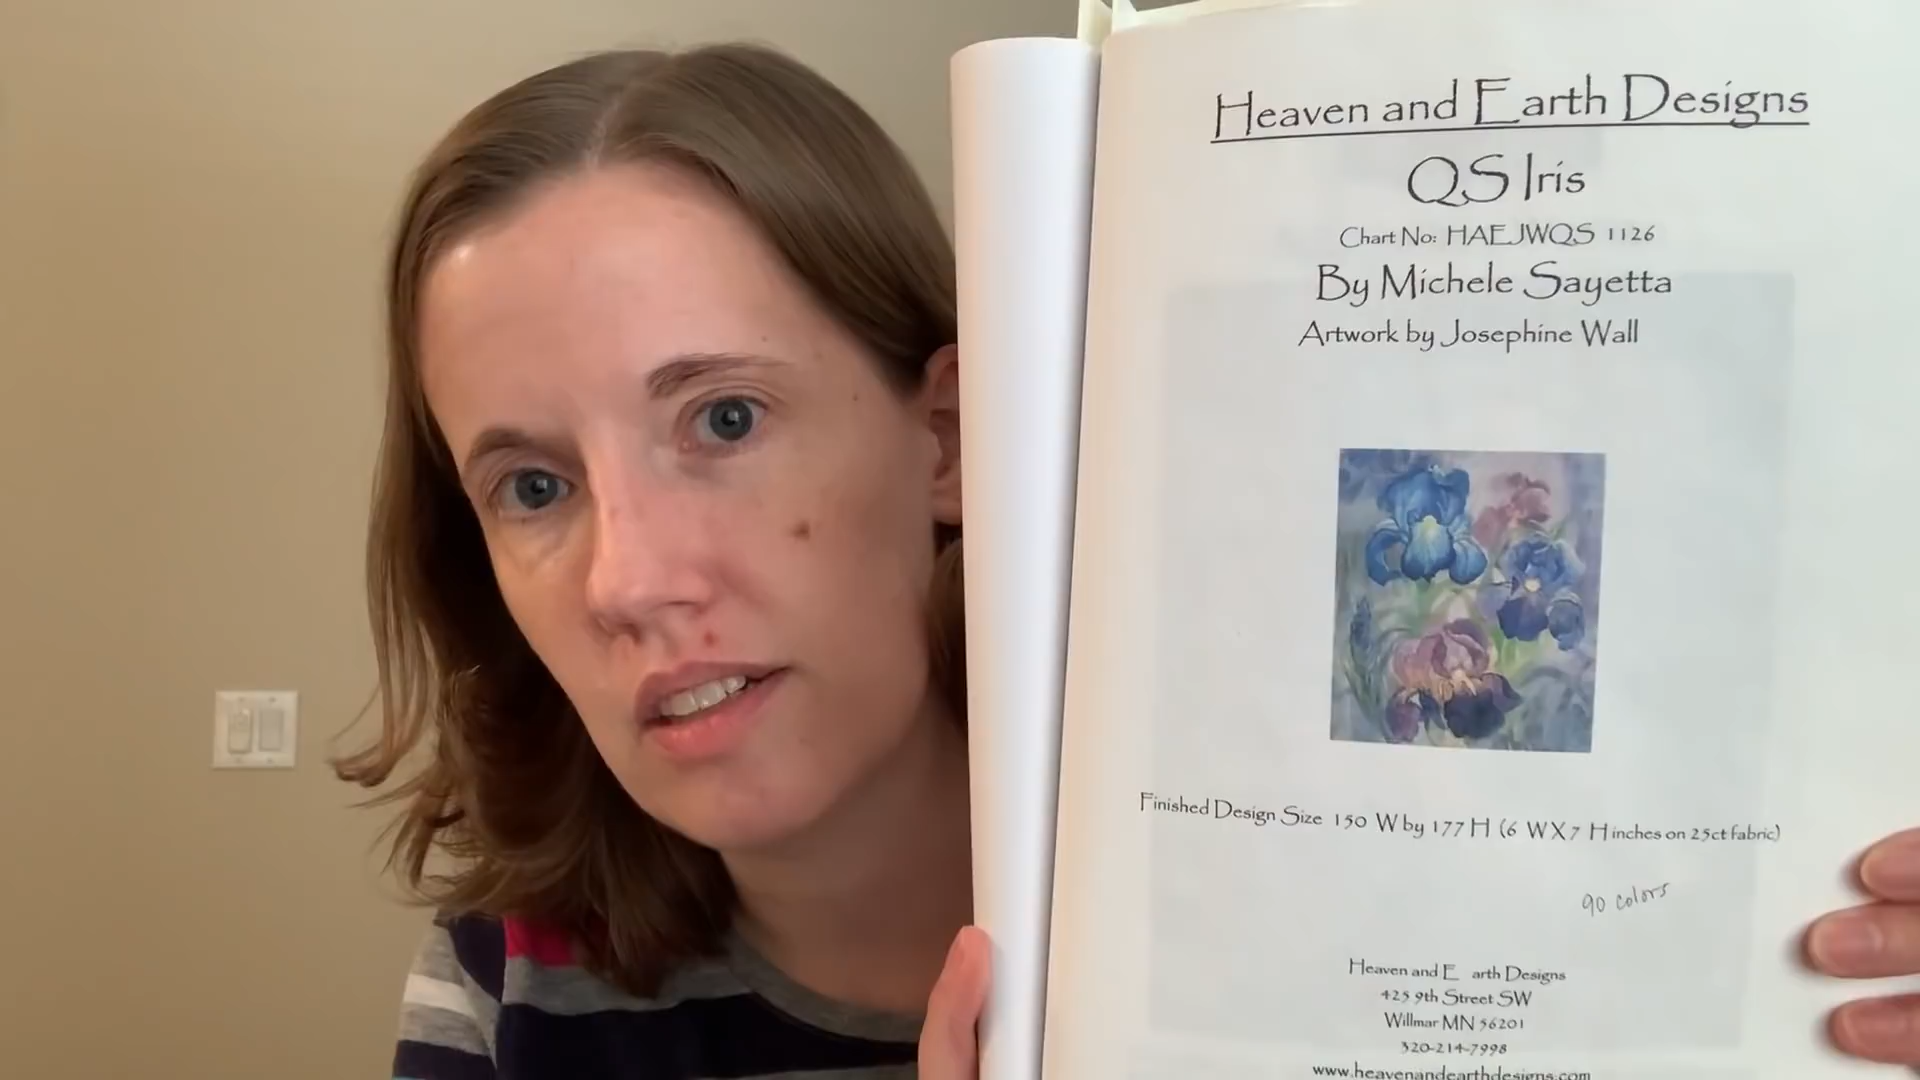 Heaven and Earth Designs
QS Iris
Chart No: HAEJWQS 1126
By Michele Sayetta
Artwork by Josephine Wall
Finished Design Size 150 W by 177 H (6 W X 7 H inches on 25ct fabric)
90 colors
Heaven and E arth Designs
425 9th Street SW
Willmar MN 56201
320-214-7998
www.heavenandearthdesigns.com